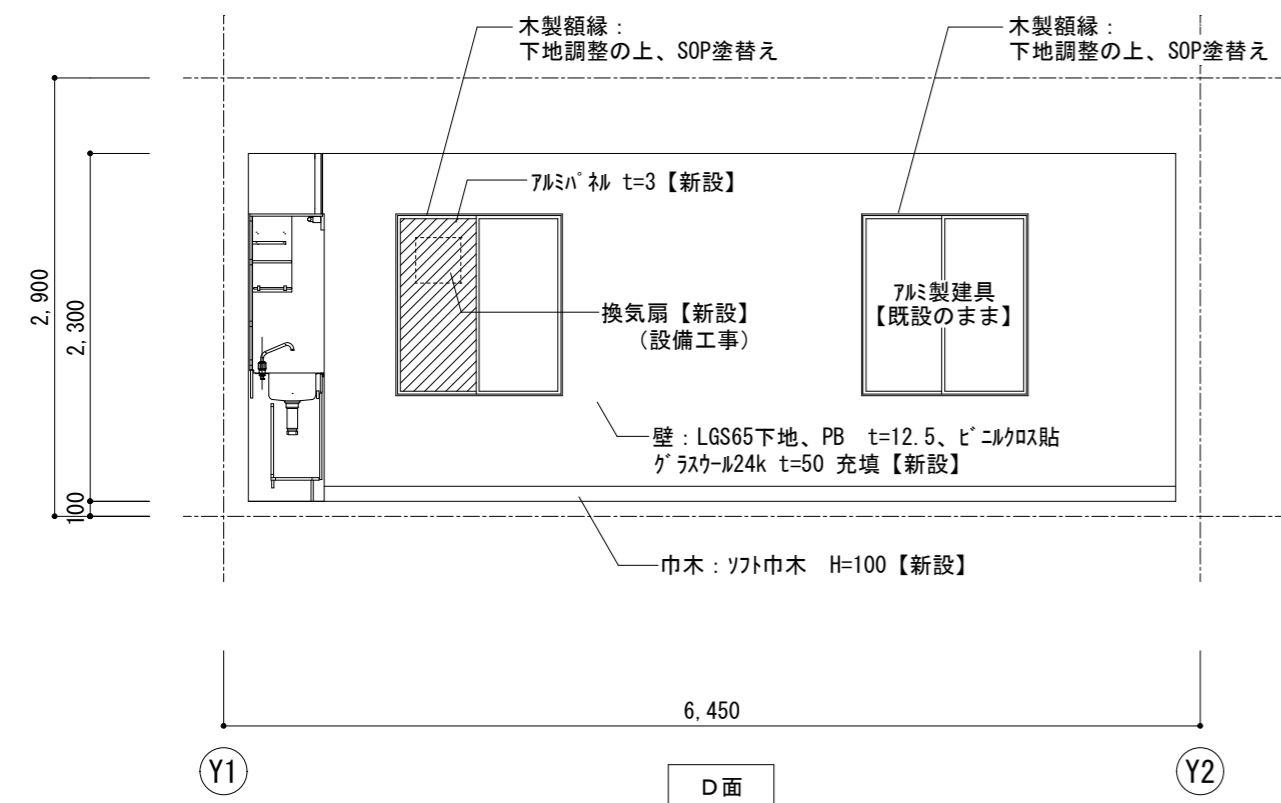 木製額縁：
下地調整の上、SOP塗替え
木製額縁：
下地調整の上、SOP塗替え
ｱﾙﾐﾊﾟﾈﾙ t=3【新設】
2,900
2,300
換気扇【新設】
（設備工事）
ｱﾙﾐ製建具
【既設のまま】
壁：LGS65下地、PB　t=12.5、ﾋﾞﾆﾙｸﾛｽ貼
ｸﾞﾗｽｳｰﾙ24k t=50 充填【新設】
100
巾木：ｿﾌﾄ巾木　H=100【新設】
6,450
Y1
Y2
Ｄ面